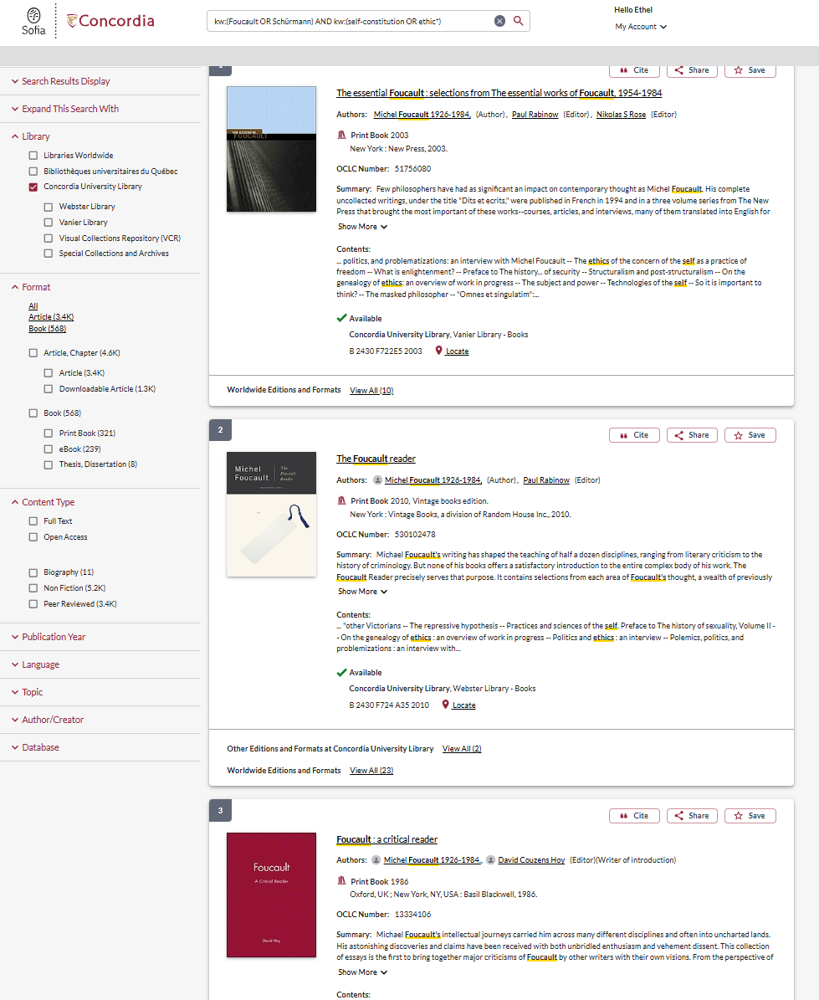 Sofia
Concordia
kw:(Foucault OR Schürmann) AND kw:(self-constitution OR ethic*)
Hello Ethel
My Account
Search Results Display
Expand This Search With
Library
Libraries Worldwide
Bibliothèques universitaires du Québec
Concordia University Library
Webster Library
Vanier Library
Visual Collections Repository (VCR)
Special Collections and Archives
Format
All
Article (3.4K)
Book (568)
Article, Chapter (4.6K)
Article (3.4K)
Downloadable Article (1.3K)
Book (568)
Print Book (321)
eBook (239)
Thesis, Dissertation (8)
Content Type
Full Text
Open Access
Biography (11)
Non Fiction (5.2K)
Peer Reviewed (3.4K)
Publication Year
Language
Topic
Author/Creator
Database
1
Cite
Share
Save
THE ESSENTIAL
FOUCAULT
The essential Foucault : selections from The essential works of Foucault, 1954-1984
Authors: Michel Foucault 1926-1984, (Author), Paul Rabinow (Editor), Nikolas S Rose (Editor)
Print Book 2003
New York : New Press, 2003.
OCLC Number: 51756080
Summary: Few philosophers have had as significant an impact on contemporary thought as Michel Foucault. His complete
uncollected writings, under the title "Dits et ecrits," were published in French in 1994 and in a three volume series from The New
Press that brought the most important of these works--courses, articles, and interviews, many of them translated into English for
Show More
Contents:
... politics, and problematizations: an interview with Michel Foucault -- The ethics of the concern of the self as a practice of
freedom -- What is enlightenment? -- Preface to The history... of security -- Structuralism and post-structuralism -- On the
genealogy of ethics: an overview of work in progress -- The subject and power -- Technologies of the self -- So it is important to
think? -- The masked philosopher -- "Omnes et singulatim":...
Available
Concordia University Library, Vanier Library - Books
B 2430 F722E5 2003 Locate
Worldwide Editions and Formats View All (10)
2
Cite
Share
Save
Michel
Foucault
The
Foucault
Reader
The Foucault reader
Authors: Michel Foucault 1926-1984, (Author), Paul Rabinow (Editor)
Print Book 2010, Vintage books edition.
New York : Vintage Books, a division of Random House Inc., 2010.
OCLC Number: 530102478
Summary: Michael Foucault's writing has shaped the teaching of half a dozen disciplines, ranging from literary criticism to the
history of criminology. But none of his books offers a satisfactory introduction to the entire complex body of his work. The
Foucault Reader precisely serves that purpose. It contains selections from each area of Foucault's thought, a wealth of previously
Show More
Contents:
... "other Victorians -- The repressive hypothesis -- Practices and sciences of the self. Preface to The history of sexuality, Volume II -
- On the genealogy of ethics : an overview of work in progress -- Politics and ethics : an interview -- Polemics, politics, and
problemizations : an interview with...
Available
Concordia University Library, Webster Library - Books
B 2430 F724 A35 2010 Locate
Other Editions and Formats at Concordia University Library View All (2)
Worldwide Editions and Formats View All (23)
3
Cite
Share
Save
Foucault
A Critical Reader
David Hoy
Foucault : a critical reader
Authors: Michel Foucault 1926-1984,, David Couzens Hoy (Editor)(Writer of introduction)
Print Book 1986
Oxford, UK ; New York, NY, USA : Basil Blackwell, 1986.
OCLC Number: 13334106
Summary: Michael Foucault's intellectual journeys carried him across many different disciplines and often into uncharted lands.
His astonishing discoveries and claims have been received with both unbridled enthusiasm and vehement dissent. This collection
of essays is the first to bring together major criticisms of Foucault by other writers with their own visions. From the perspective of
Show More
Contents: